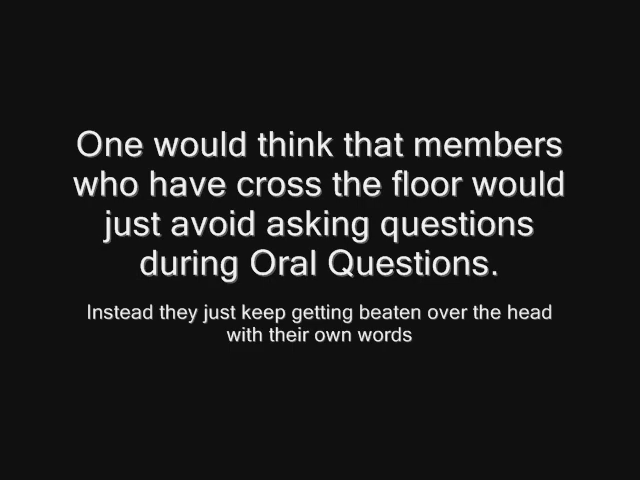 One would think that members
who have cross the floor would
just avoid asking questions
during Oral Questions.
Instead they just keep getting beaten over the head
with their own words